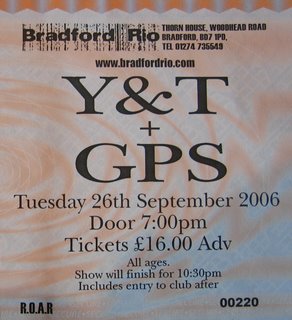 Bradford Rio
THORN HOUSE, WOODHEAD ROAD
BRADFORD, BD7 1PD,
TEL 01274 735549
www.bradfordrio.com
Y&T
+
GPS
Tuesday 26th September 2006
Door 7:00pm
Tickets £16.00 Adv
All ages.
Show will finish for 10:30pm
Includes entry to club after
R.O.A.R
00220